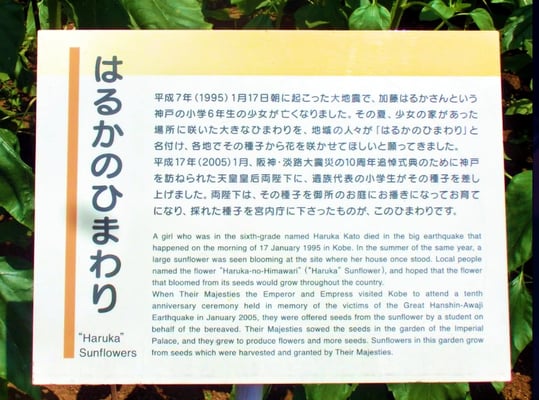 はるかのひまわり
"Haruka"
Sunflowers
平成7年(1995)1月17日朝に起こった大地震で、加藤はるかさんという
神戸の小学6年生の少女が亡くなりました。その夏、少女の家があった
場所に咲いた大きなひまわりを、地域の人々が「はるかのひまわり」と
名付け、各地でその種子から花を咲かせてほしいと願ってきました。
平成17年(2005)1月、阪神・淡路大震災の10周年追悼式典のために神戸
を訪ねられた天皇皇后両陛下に、遺族代表の小学生がその種子を差し
上げました。両陛下は、その種子を御所のお庭にお播きになってお育て
になり、採れた種子を宮内庁に下さったものが、このひまわりです。
A girl who was in the sixth-grade named Haruka Kato died in the big earthquake that
happened on the morning of 17 January 1995 in Kobe. In the summer of the same year, a
large sunflower was seen blooming at the site where her house once stood. Local people
named the flower "Haruka-no-Himawari" ("Haruka" Sunflower), and hoped that the flower
that bloomed from its seeds would grow throughout the country.
When Their Majesties the Emperor and Empress visited Kobe to attend a tenth
anniversary ceremony held in memory of the victims of the Great Hanshin-Awaji
Earthquake in January 2005, they were offered seeds from the sunflower by a student on
behalf of the bereaved. Their Majesties sowed the seeds in the garden of the Imperial
Palace, and they grew to produce flowers and more seeds. Sunflowers in this garden grow
from seeds which were harvested and granted by Their Majesties.